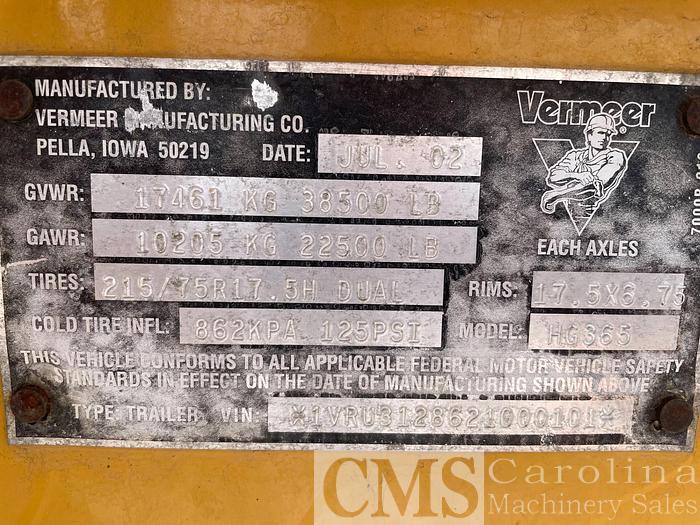 MANUFACTURED BY:
VERMEER MANUFACTURING CO.
PELLA, IOWA 50219 DATE: JUL. 02
Vermeer®
GVWR: 17461 KG 38500 LB
GAWR: 10205 KG 22500 LB EACH AXLES
TIRES: 215/75R17.5H DUAL RIMS: 17.5X6.75
COLD TIRE INFL: 862KPA 125PSI MODEL: HG365
THIS VEHICLE CONFORMS TO ALL APPLICABLE FEDERAL MOTOR VEHICLE SAFETY
STANDARDS IN EFFECT ON THE DATE OF MANUFACTURING SHOWN ABOVE
TYPE: TRAILER VIN: *1VRU3128621000101*
CMS Carolina
Machinery Sales